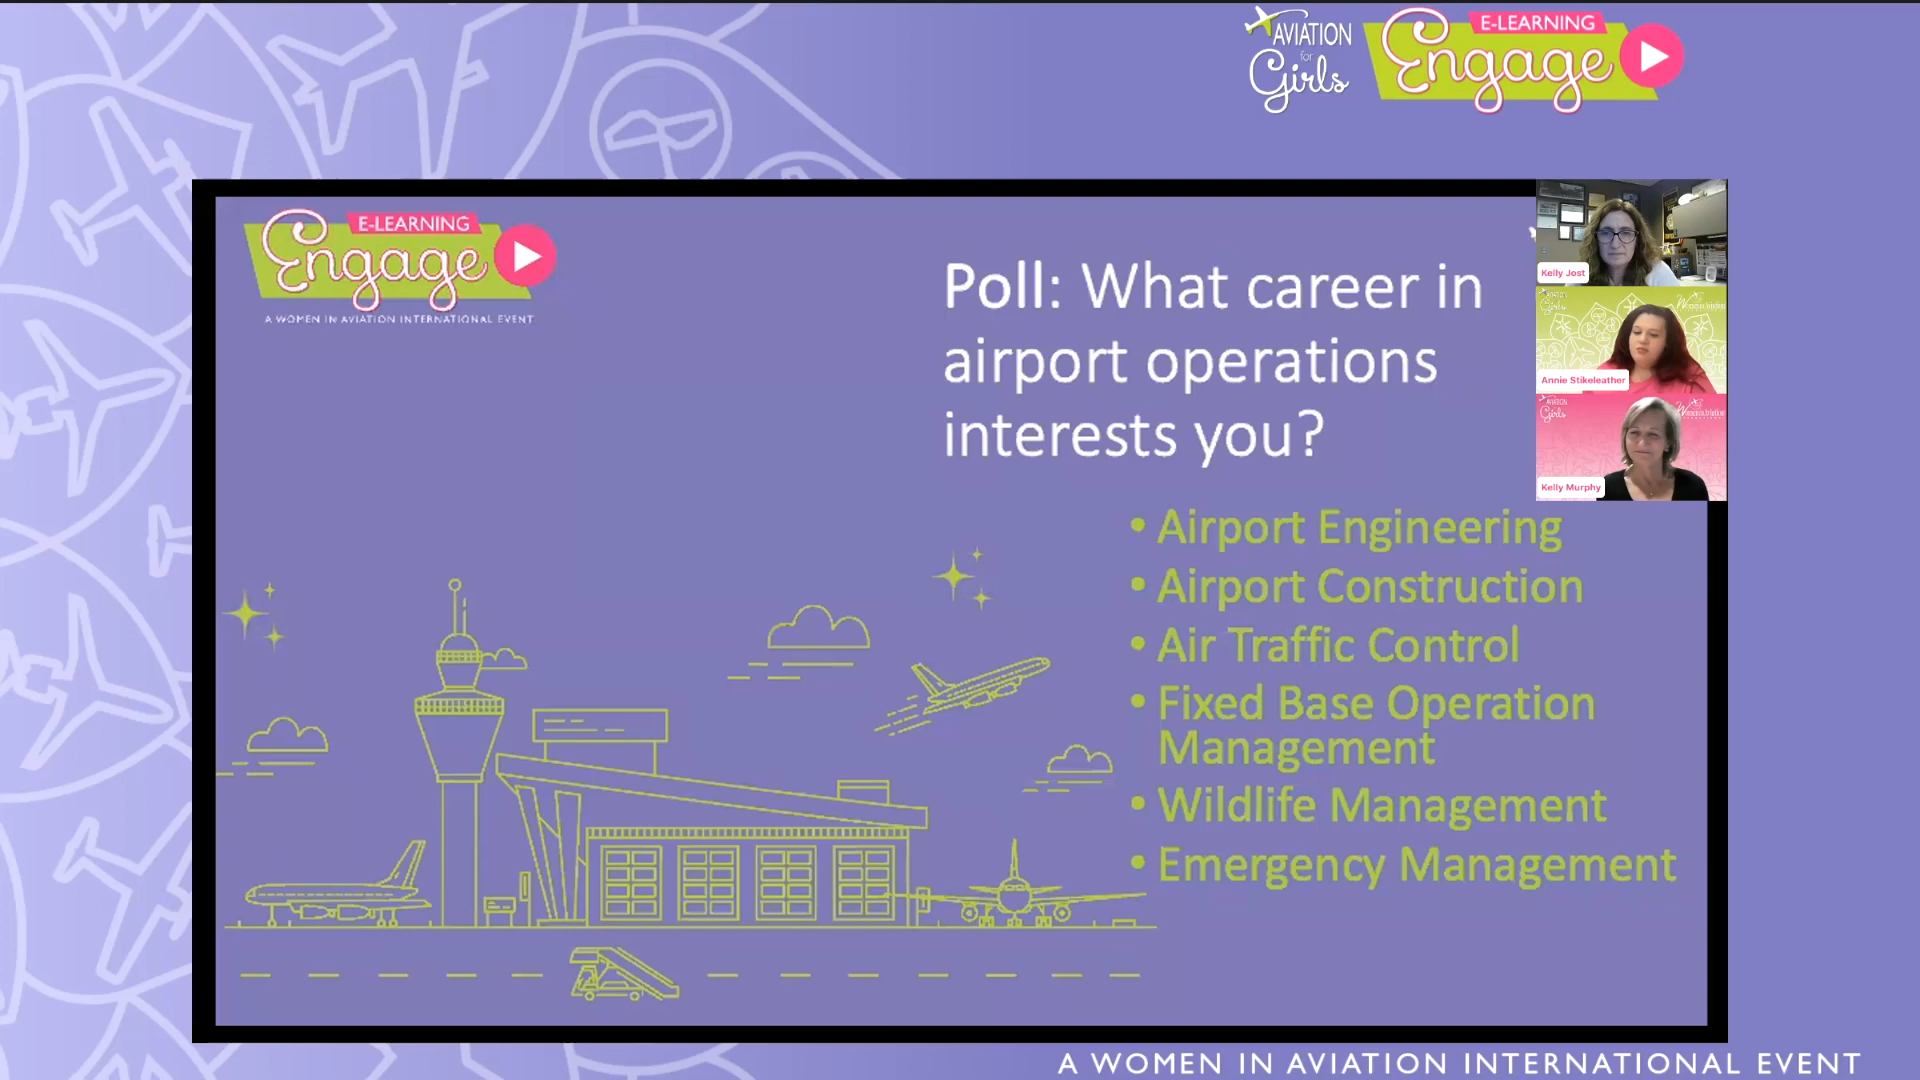 AVIATION
for
Girls
E-LEARNING
Engage
E-LEARNING
Engage
A WOMEN IN AVIATION INTERNATIONAL EVENT
Poll: What career in
airport operations
interests you?
• Airport Engineering
• Airport Construction
• Air Traffic Control
• Fixed Base Operation
Management
• Wildlife Management
• Emergency Management
Kelly Jost
Annie Stikeleather
AVIATION
Girls
Kelly Murphy
A WOMEN IN AVIATION INTERNATIONAL EVENT